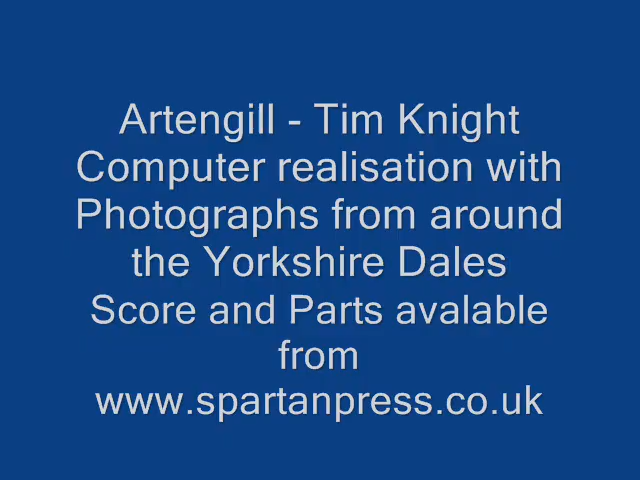 Artengill - Tim Knight
Computer realisation with
Photographs from around
the Yorkshire Dales
Score and Parts avalable
from
www.spartanpress.co.uk